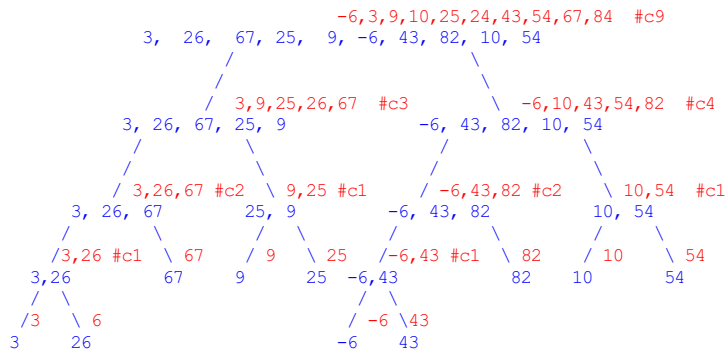 -6,3,9,10,25,24,43,54,67,84 #c9
3, 26, 67, 25, 9, -6, 43, 82, 10, 54
/ \
/ \
/ 3,9,25,26,67 #c3 \ -6,10,43,54,82 #c4
3, 26, 67, 25, 9 -6, 43, 82, 10, 54
/ \ / \
/ \ / \
/ 3,26,67 #c2 \ 9,25 #c1 / -6,43,82 #c2 \ 10,54 #c1
3, 26, 67 25, 9 -6, 43, 82 10, 54
/ \ / \ / \ / \
/3,26 #c1 \ 67 / 9 \ 25 /-6,43 #c1 \ 82 / 10 \ 54
3,26 67 9 25 -6,43 82 10 54
/ \ / \
/3 \ 6 / -6 \43
3 26 -6 43